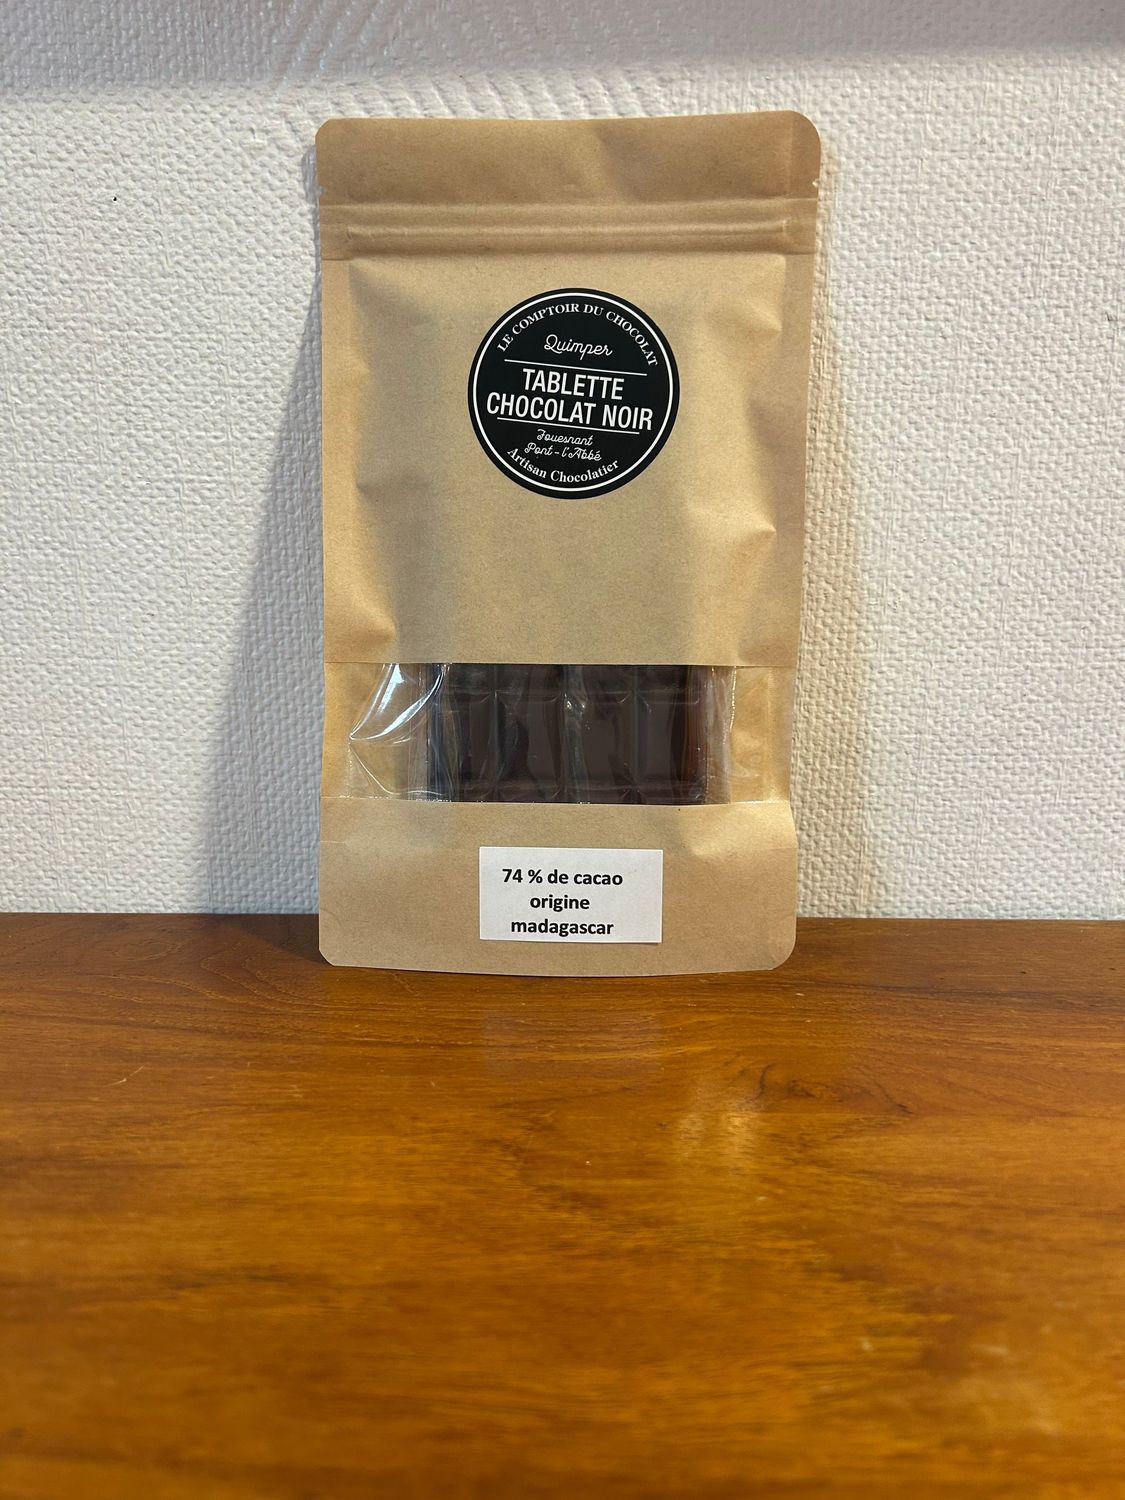 LE COMPTOIR DU CHOCOLAT
Quimper
TABLETTE
CHOCOLAT NOIR
Fouesnant
Pont - l'Abbé
Artisan Chocolatier
74 % de cacao
origine
madagascar